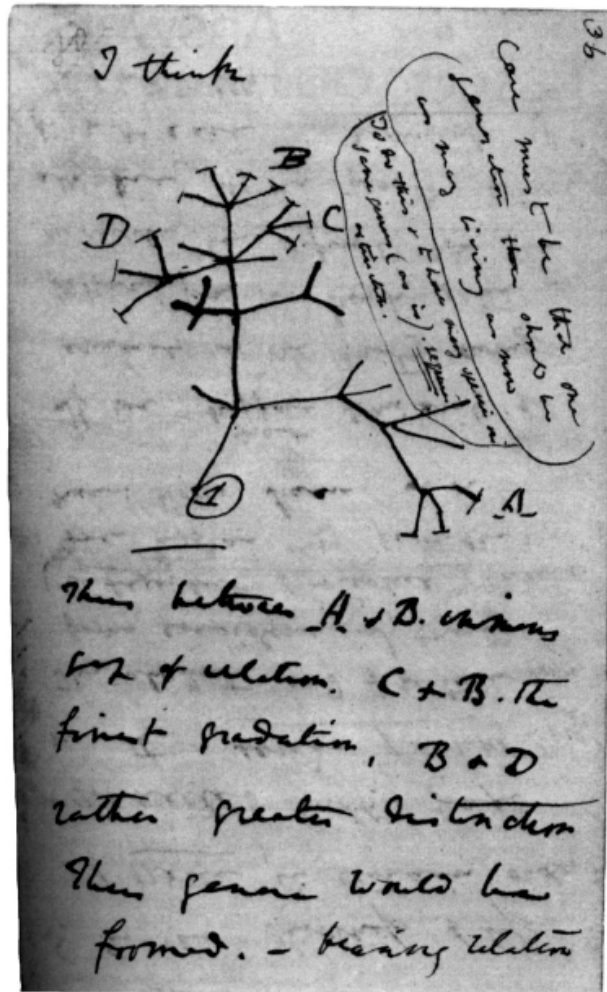 36
I think
Case must be that one
generation then should be
as many living as now
To do this & to have many species in
same genus (as is). requires
extinction.
B
C
D
A
1
Thus between A & B. immens
gap of relation. C & B. The
finest gradation, B & D
rather greater distinction
Thus genera would be
formed. — bearing relation